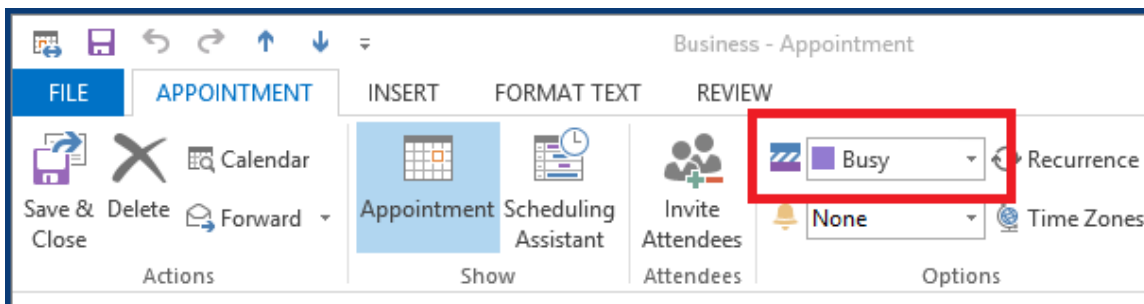 Business - Appointment
FILE APPOINTMENT INSERT FORMAT TEXT REVIEW
Save & Close
Delete
Calendar
Forward
Actions
Appointment
Scheduling Assistant
Show
Invite Attendees
Attendees
Busy
Recurrence
None
Time Zones
Options